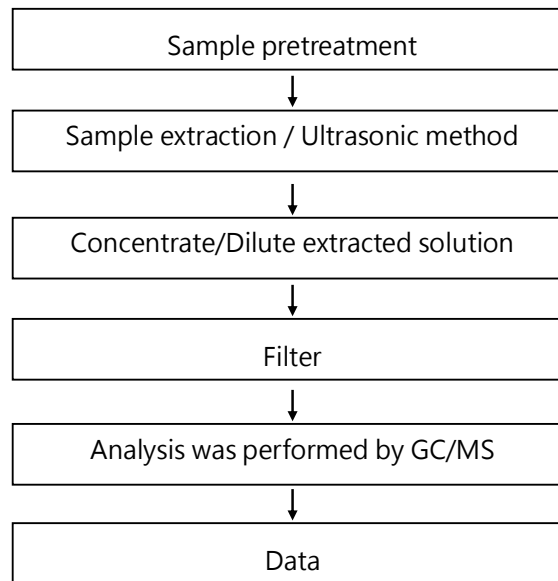 Sample pretreatment
Sample extraction / Ultrasonic method
Concentrate/Dilute extracted solution
Filter
Analysis was performed by GC/MS
Data